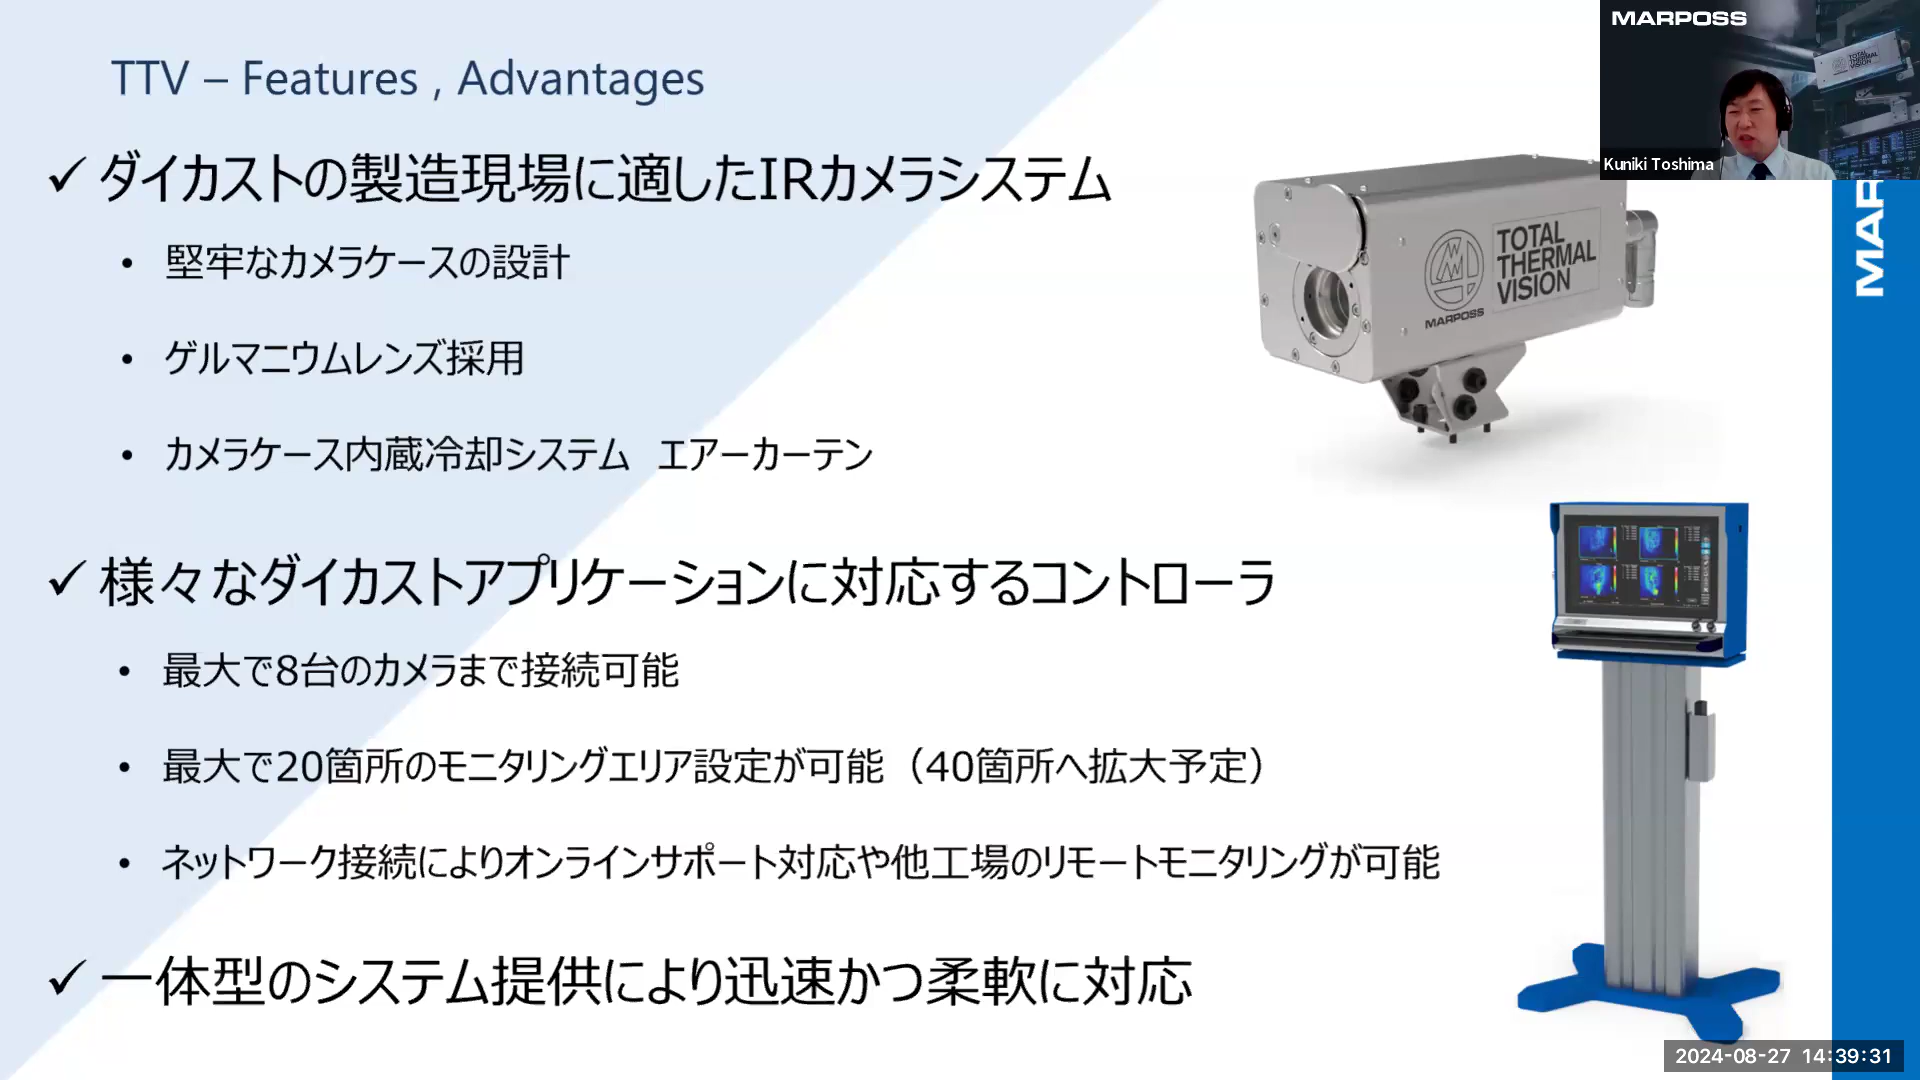 TTV – Features , Advantages
✓ ダイカストの製造現場に適したIRカメラシステム
• 堅牢なカメラケースの設計
• ゲルマニウムレンズ採用
• カメラケース内蔵冷却システム　エアーカーテン
✓ 様々なダイカストアプリケーションに対応するコントローラ
• 最大で8台のカメラまで接続可能
• 最大で20箇所のモニタリングエリア設定が可能（40箇所へ拡大予定）
• ネットワーク接続によりオンラインサポート対応や他工場のリモートモニタリングが可能
✓ 一体型のシステム提供により迅速かつ柔軟に対応
MARPOSS
TOTAL
THERMAL
VISION
Kuniki Toshima
TOTAL
THERMAL
VISION
MARPOSS
MAR
2024-08-27 14:39:31